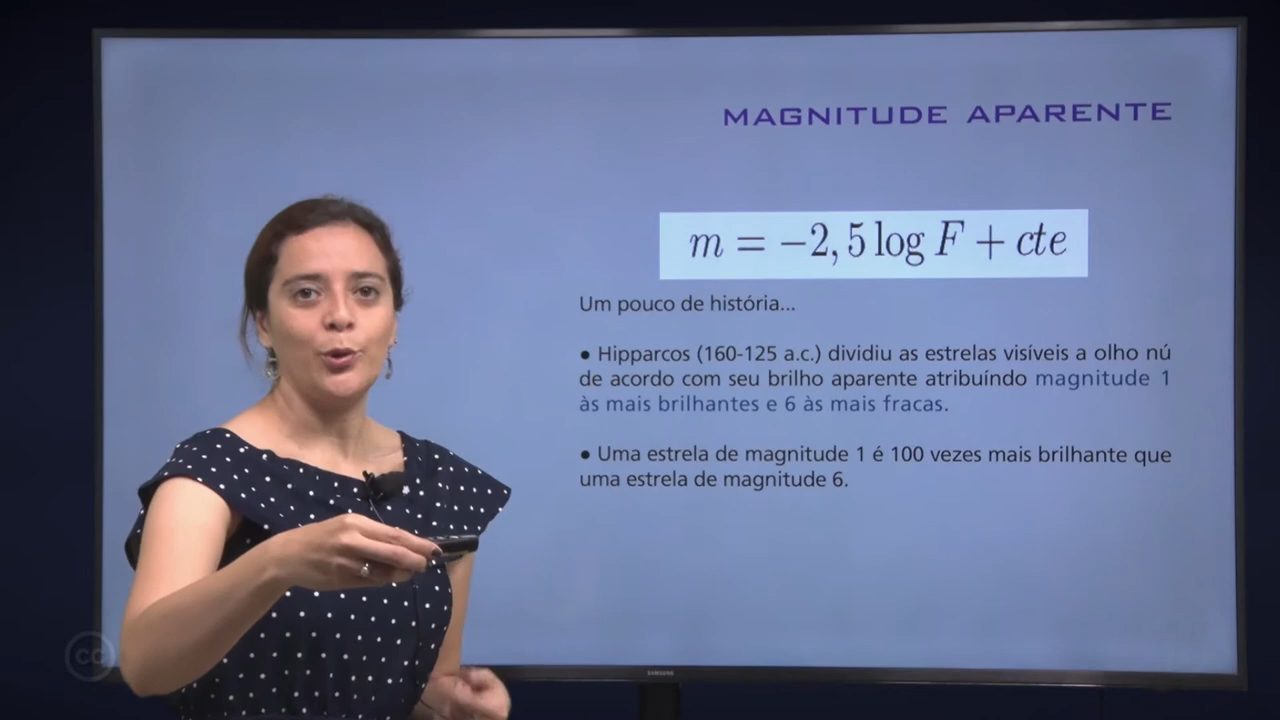 MAGNITUDE APARENTE
m = −2,5 log F + cte
Um pouco de história...
● Hipparcos (160-125 a.c.) dividiu as estrelas visíveis a olho nú
de acordo com seu brilho aparente atribuíndo magnitude 1
às mais brilhantes e 6 às mais fracas.
● Uma estrela de magnitude 1 é 100 vezes mais brilhante que
uma estrela de magnitude 6.
cc
SAMSUNG